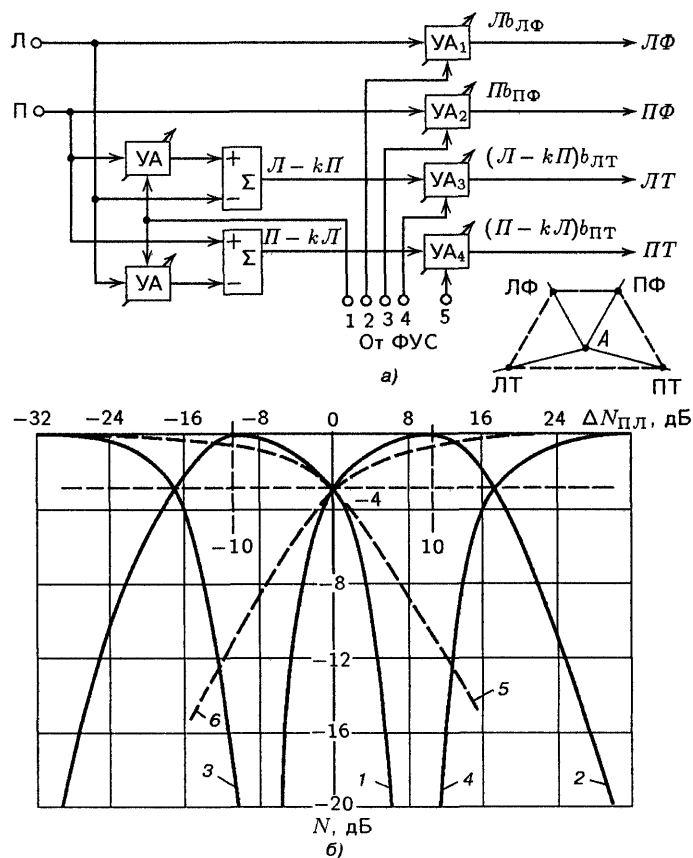 Л
УА₁
Лb_ЛФ
ЛФ
П
УА₂
Пb_ПФ
ПФ
УА
+
Σ
−
Л − kП
УА₃
(Л − kП)b_ЛТ
ЛТ
УА
+
Σ
−
П − kЛ
УА₄
(П − kЛ)b_ПТ
ПТ
1 2 3 4 5
От ФУС
а)
ЛФ ПФ
A
ЛТ ПТ
−32 −24 −16 −8 0 8 16 24 ΔN_ПЛ, дБ
−4
−10 10
−8
−12
−16
−20
6 5
3 1 4 2
N, дБ
б)